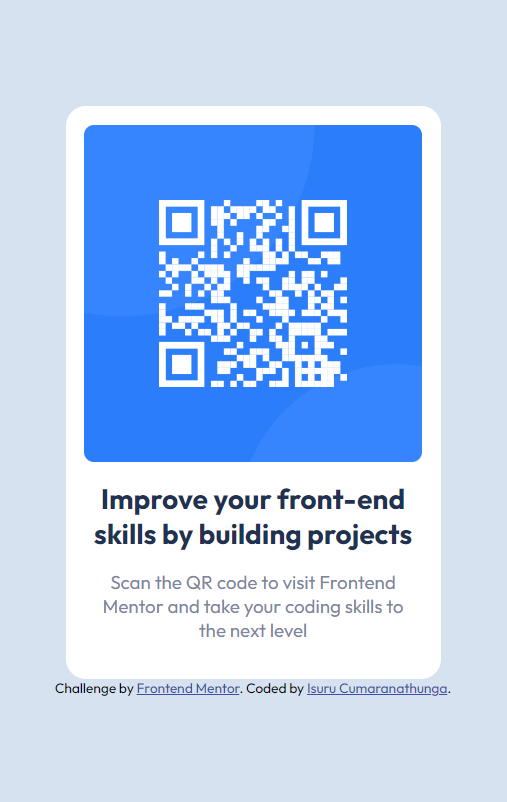 Improve your front-end
skills by building projects
Scan the QR code to visit Frontend
Mentor and take your coding skills to
the next level
Challenge by Frontend Mentor. Coded by Isuru Cumaranathunga.